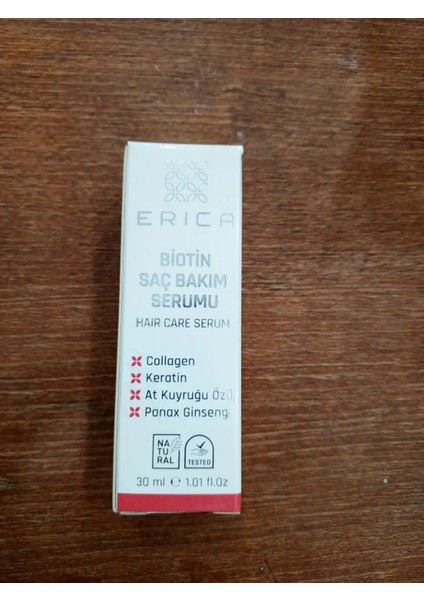 ERICA
BİOTİN
SAÇ BAKIM
SERUMU
HAIR CARE SERUM
Collagen
Keratin
At Kuyruğu Özü
Panax Ginseng
NA
TU
RAL
TESTED
30 ml e 1.01 fl.Oz